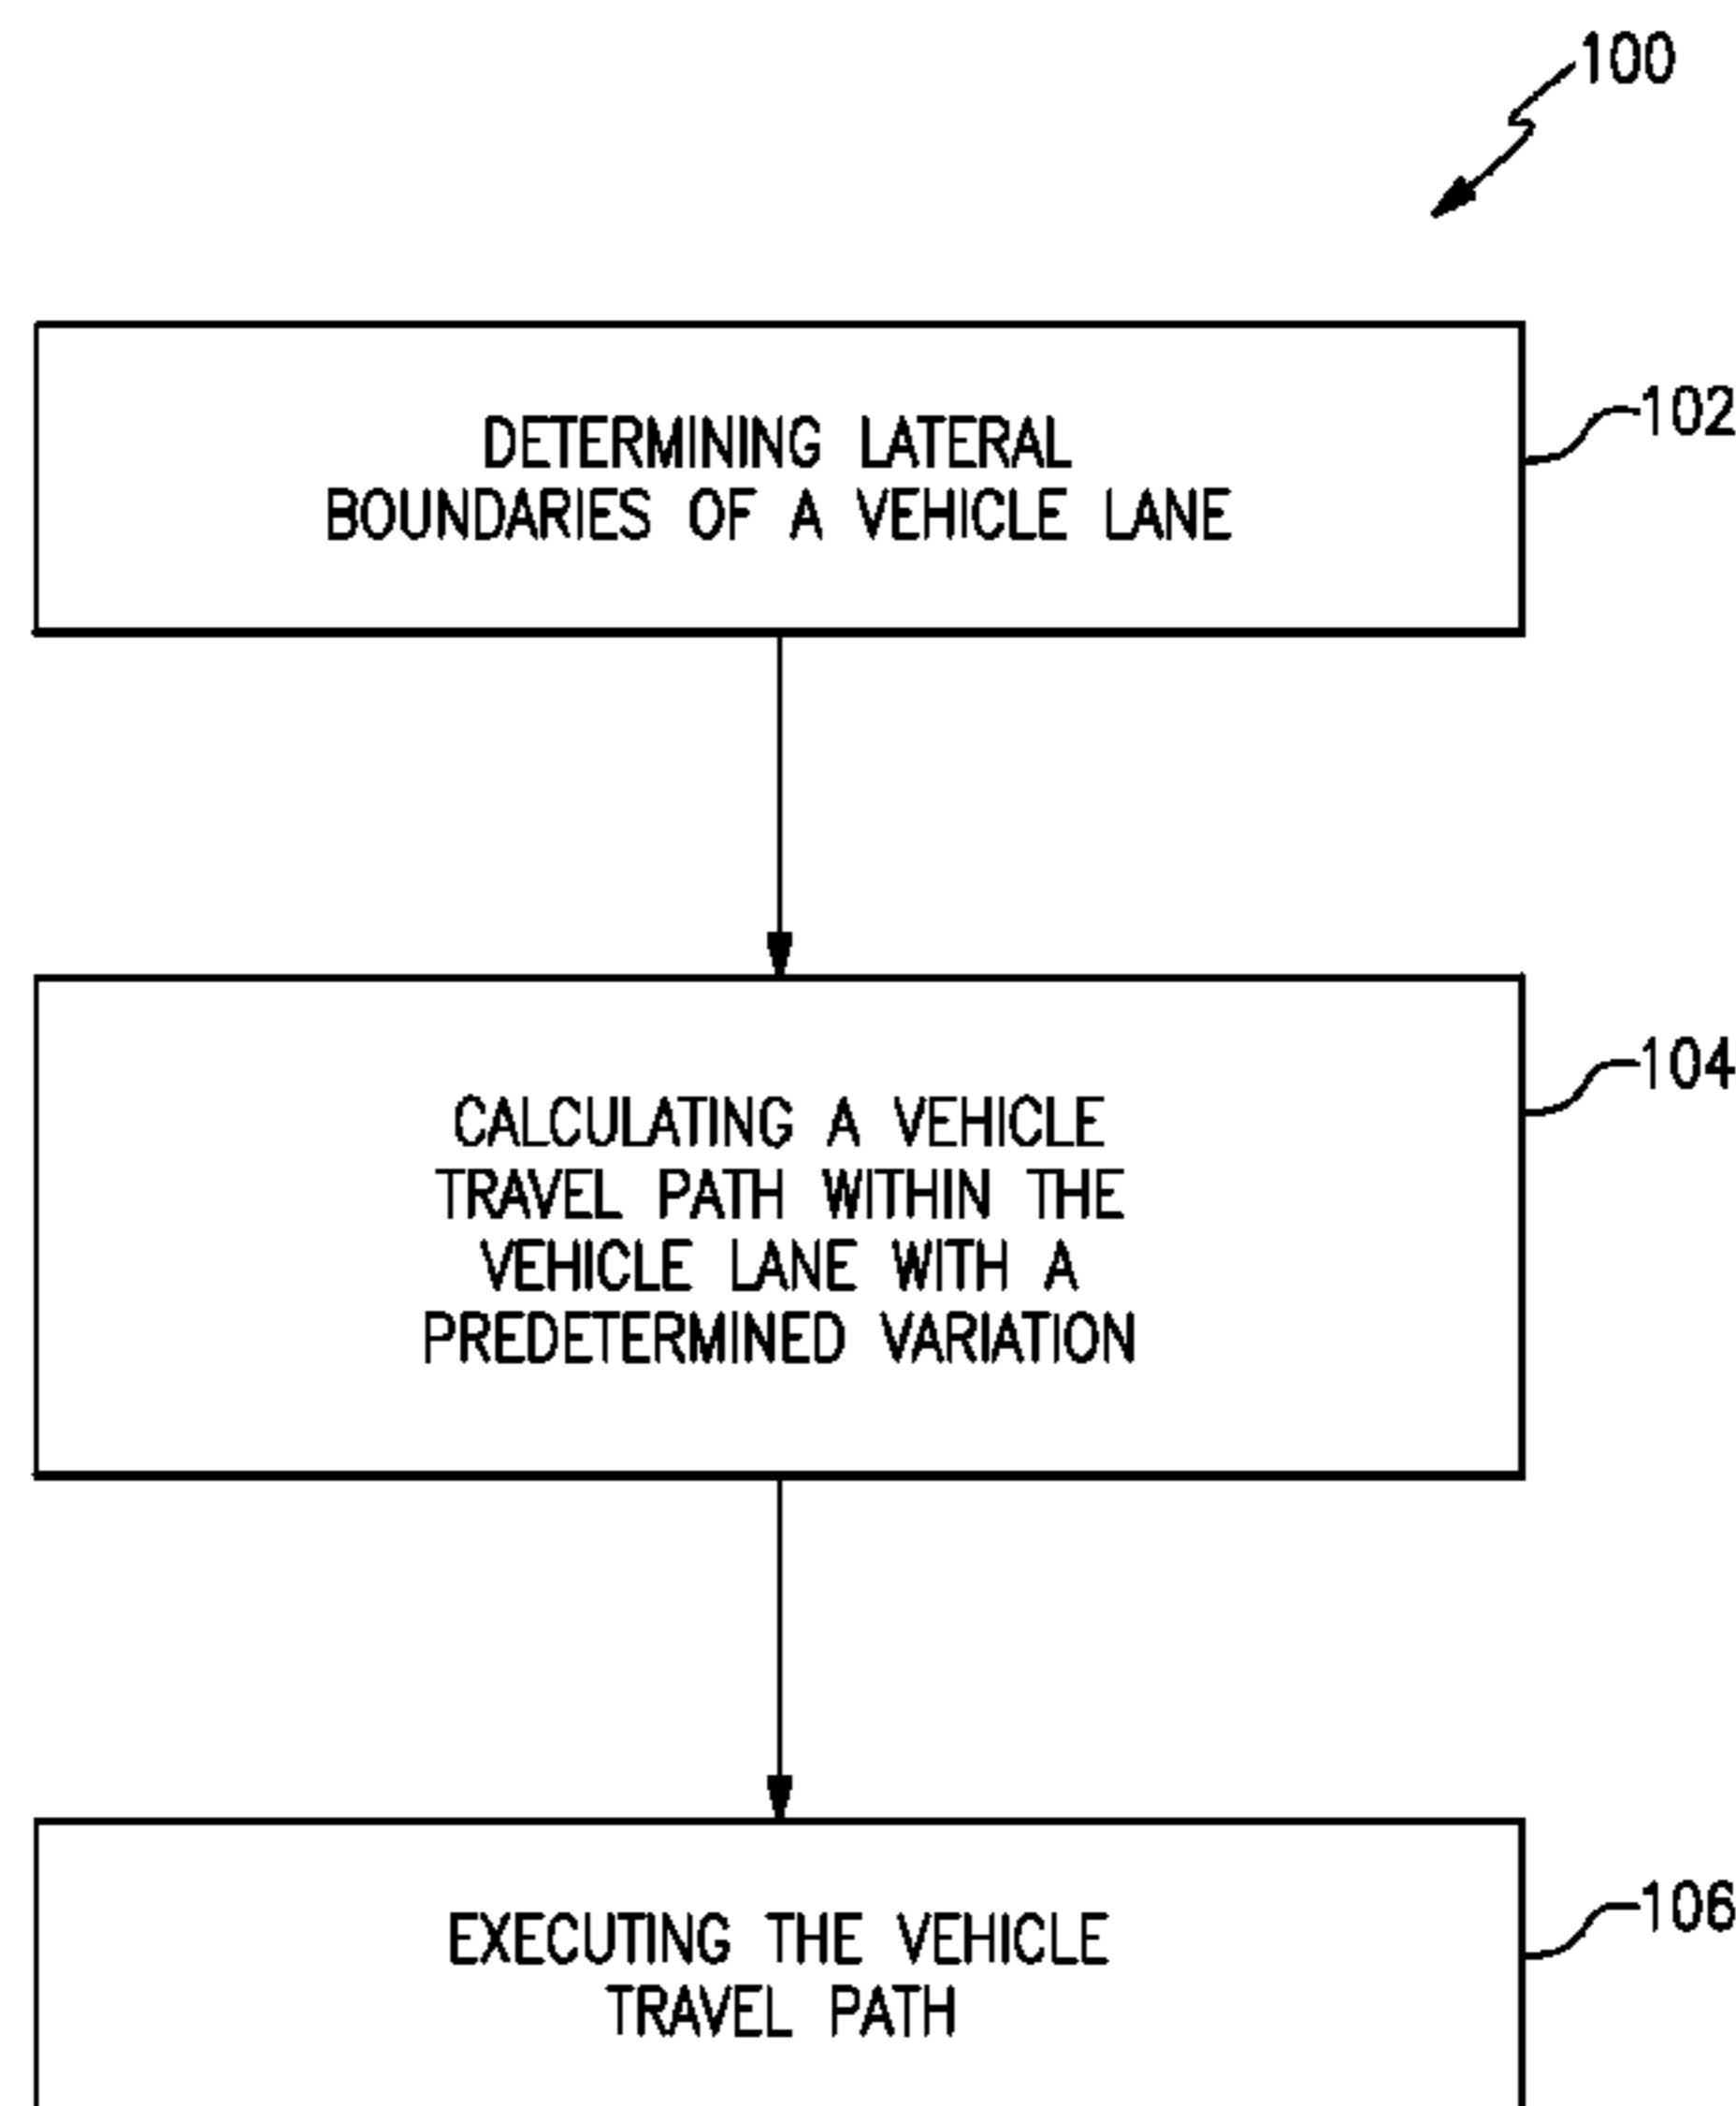 100
DETERMINING LATERAL
BOUNDARIES OF A VEHICLE LANE
102
CALCULATING A VEHICLE
TRAVEL PATH WITHIN THE
VEHICLE LANE WITH A
PREDETERMINED VARIATION
104
EXECUTING THE VEHICLE
TRAVEL PATH
106